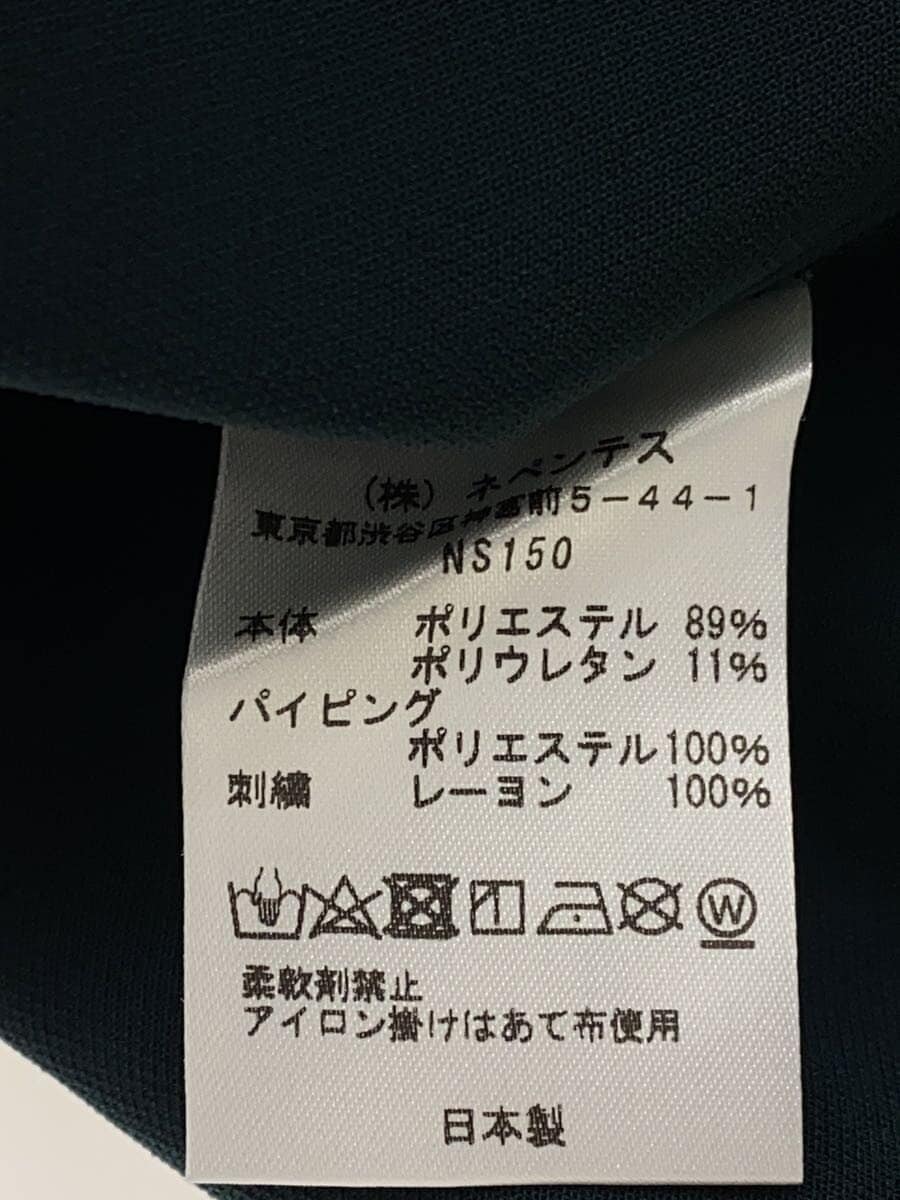 (株) ネペンテス
東京都渋谷区神宮前5-44-1
NS150
本体 ポリエステル 89%
ポリウレタン 11%
パイピング
ポリエステル100%
刺繍 レーヨン 100%
W
柔軟剤禁止
アイロン掛けはあて布使用
日本製